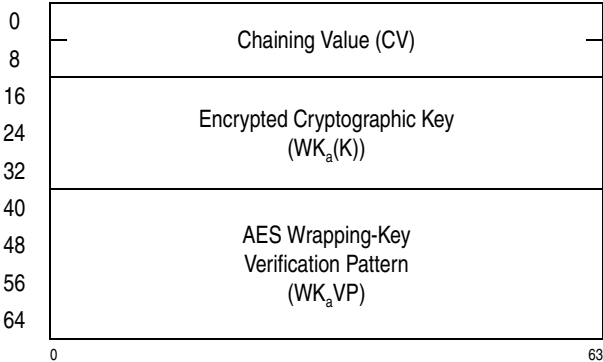 0
Chaining Value (CV)
8
16
Encrypted Cryptographic Key
24
(WKa(K))
32
40
AES Wrapping-Key
48
Verification Pattern
56
(WKaVP)
64
0 63